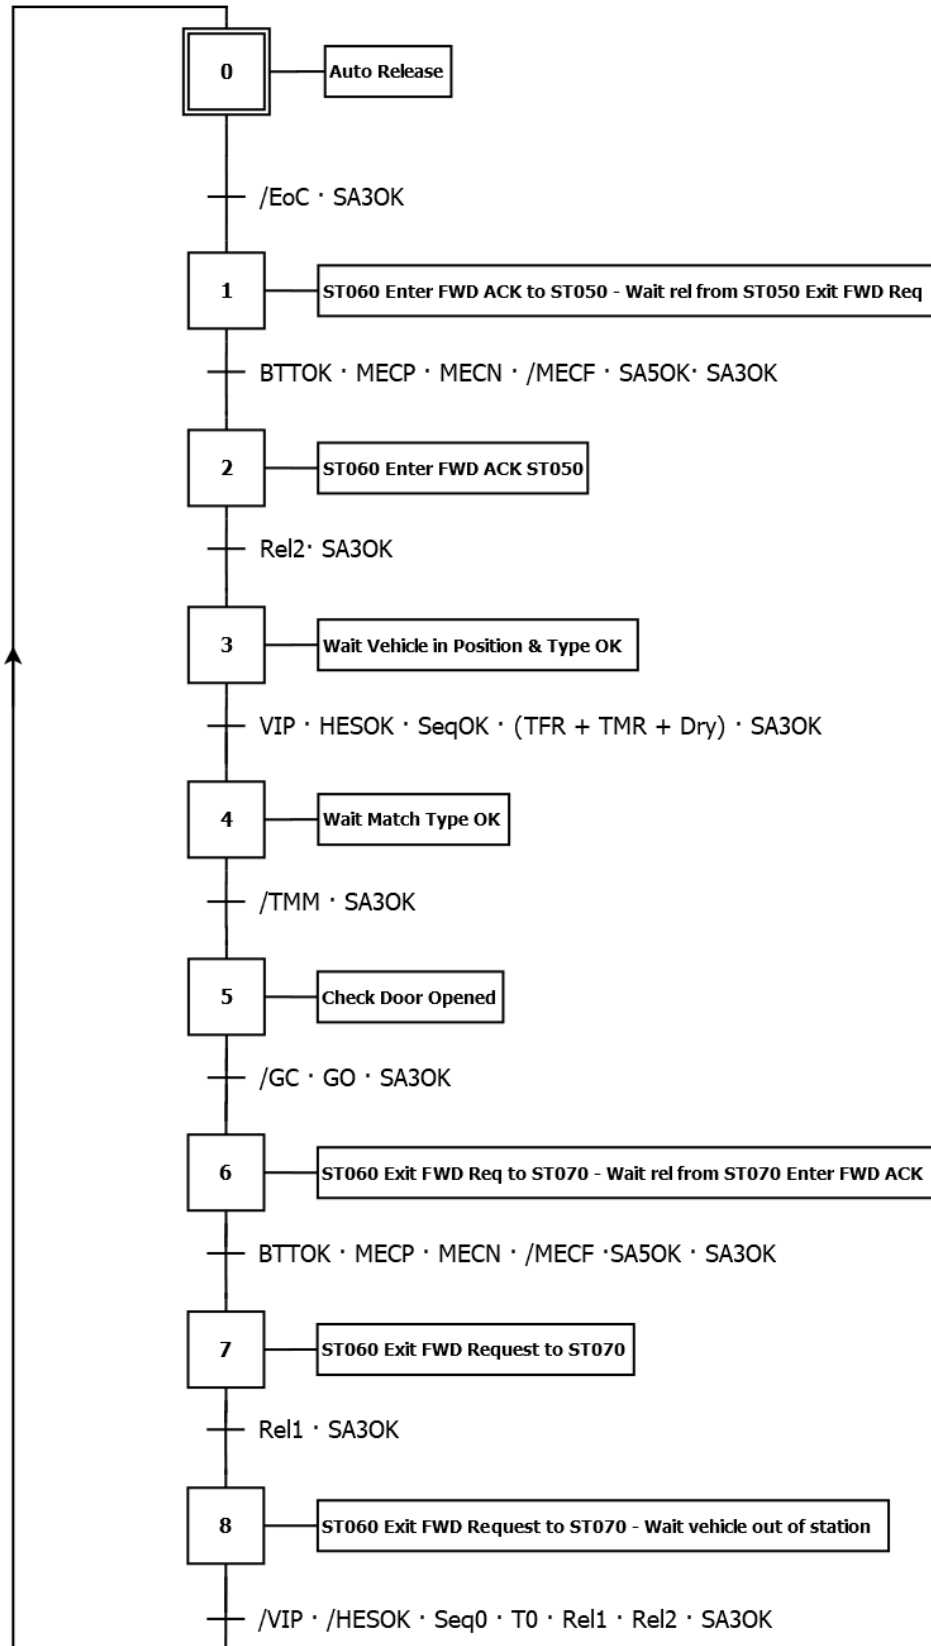 0
Auto Release
/EoC · SA3OK
1
ST060 Enter FWD ACK to ST050 - Wait rel from ST050 Exit FWD Req
BTTOK · MECP · MECN · /MECF · SA5OK· SA3OK
2
ST060 Enter FWD ACK ST050
Rel2· SA3OK
3
Wait Vehicle in Position & Type OK
VIP · HESOK · SeqOK · (TFR + TMR + Dry) · SA3OK
4
Wait Match Type OK
/TMM · SA3OK
5
Check Door Opened
/GC · GO · SA3OK
6
ST060 Exit FWD Req to ST070 - Wait rel from ST070 Enter FWD ACK
BTTOK · MECP · MECN · /MECF ·SA5OK · SA3OK
7
ST060 Exit FWD Request to ST070
Rel1 · SA3OK
8
ST060 Exit FWD Request to ST070 - Wait vehicle out of station
/VIP · /HESOK · Seq0 · T0 · Rel1 · Rel2 · SA3OK